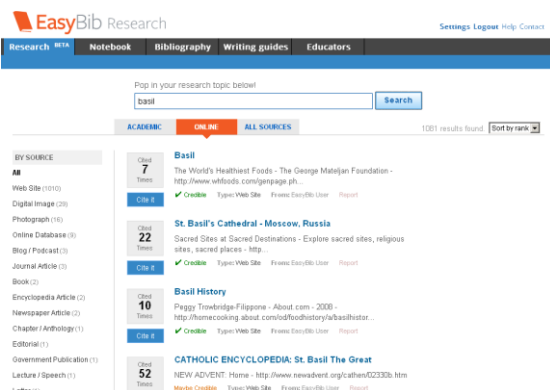 EasyBib Research
Settings Logout Help Contact
Research BETA Notebook Bibliography Writing guides Educators
Pop in your research topic below!
basil Search
ACADEMIC ONLINE ALL SOURCES
1081 results found Sort by rank
BY SOURCE
All
Web Site (1010)
Digital Image (29)
Photograph (16)
Online Database (9)
Blog / Podcast (3)
Journal Article (3)
Book (2)
Encyclopedia Article (2)
Newspaper Article (2)
Chapter / Anthology (1)
Editorial (1)
Government Publication (1)
Lecture / Speech (1)
Cited
7
Times
Cite it
Basil
The World's Healthiest Foods - The George Mateljan Foundation -
http://www.whfoods.com/genpage.ph...
Credible Type: Web Site From: EasyBib User Report
Cited
22
Times
Cite it
St. Basil's Cathedral - Moscow, Russia
Sacred Sites at Sacred Destinations - Explore sacred sites, religious
sites, sacred places - http...
Credible Type: Web Site From: EasyBib User Report
Cited
10
Times
Cite it
Basil History
Peggy Trowbridge-Filippone - About.com - 2008 -
http://homecooking.about.com/od/foodhistory/a/basilhistor...
Credible Type: Web Site From: EasyBib User Report
Cited
52
Times
CATHOLIC ENCYCLOPEDIA: St. Basil The Great
NEW ADVENT: Home - http://www.newadvent.org/cathen/02330b.htm
Maybe Credible Type: Web Site From: EasyBib User Report